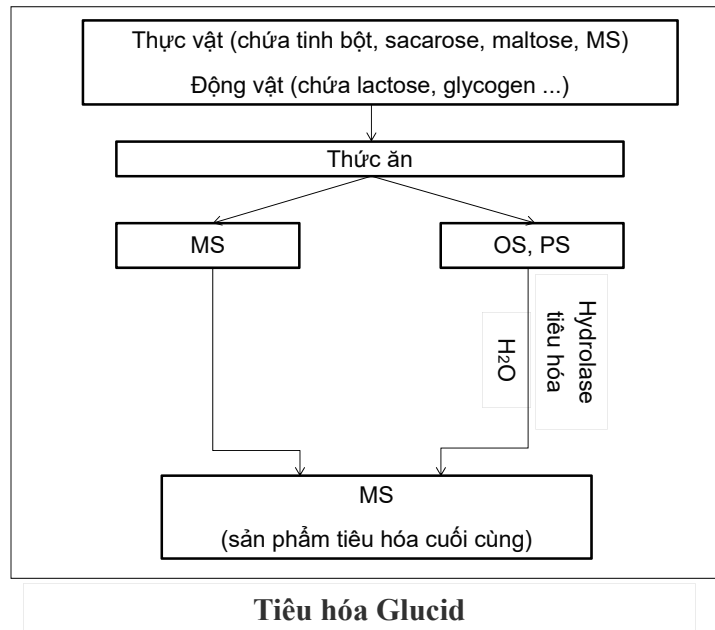 Thực vật (chứa tinh bột, sacarose, maltose, MS)
Động vật (chứa lactose, glycogen ...)
Thức ăn
MS
OS, PS
H₂O
Hydrolase
tiêu hóa
MS
(sản phẩm tiêu hóa cuối cùng)
Tiêu hóa Glucid